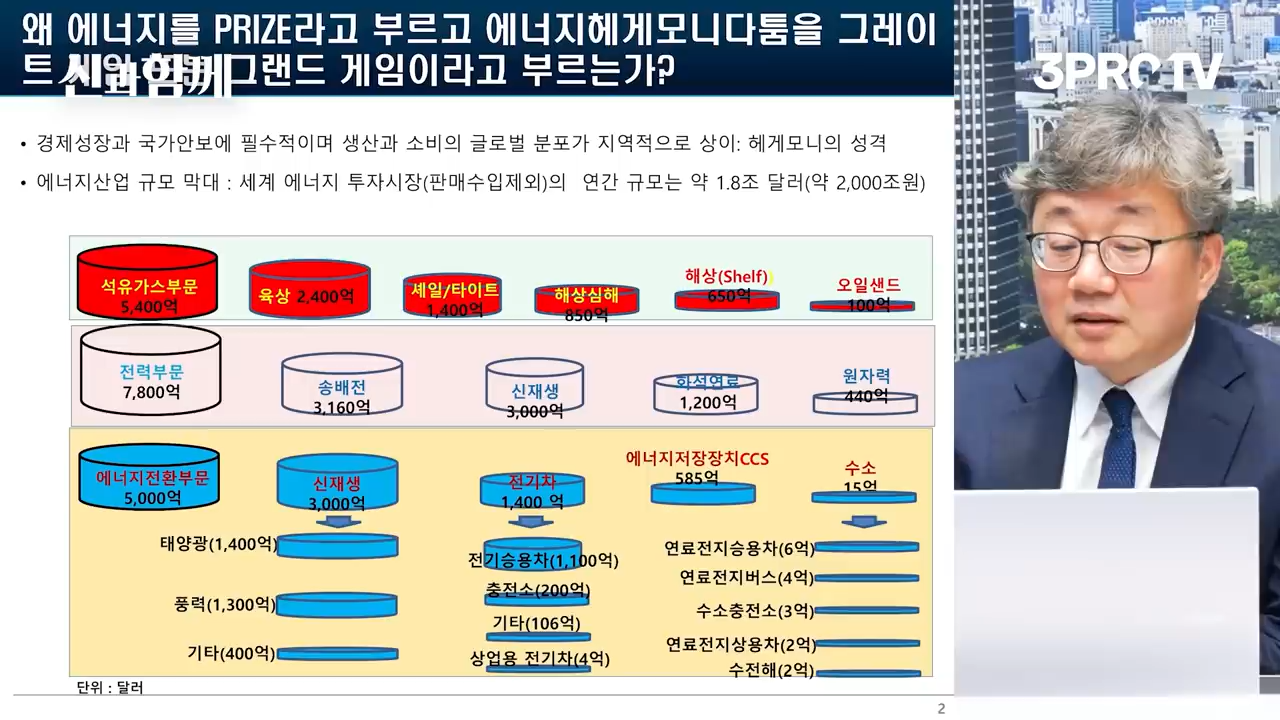 왜 에너지를 PRIZE라고 부르고 에너지헤게모니다툼을 그레이
트 그랜드 게임이라고 부르는가?
신과함께
3PROTV
• 경제성장과 국가안보에 필수적이며 생산과 소비의 글로벌 분포가 지역적으로 상이: 헤게모니의 성격
• 에너지산업 규모 막대 : 세계 에너지 투자시장(판매수입제외)의 연간 규모는 약 1.8조 달러(약 2,000조원)
석유가스부문
5,400억
육상 2,400억
셰일/타이트
1,400억
해상심해
850억
해상(Shelf)
650억
오일샌드
100억
전력부문
7,800억
송배전
3,160억
신재생
3,000억
화석연료
1,200억
원자력
440억
에너지전환부문
5,000억
신재생
3,000억
전기차
1,400 억
에너지저장장치CCS
585억
수소
15억
태양광(1,400억)
풍력(1,300억)
기타(400억)
전기승용차(1,100억)
충전소(200억)
기타(106억)
상업용 전기차(4억)
연료전지승용차(6억)
연료전지버스(4억)
수소충전소(3억)
연료전지상용차(2억)
수전해(2억)
단위 : 달러
2